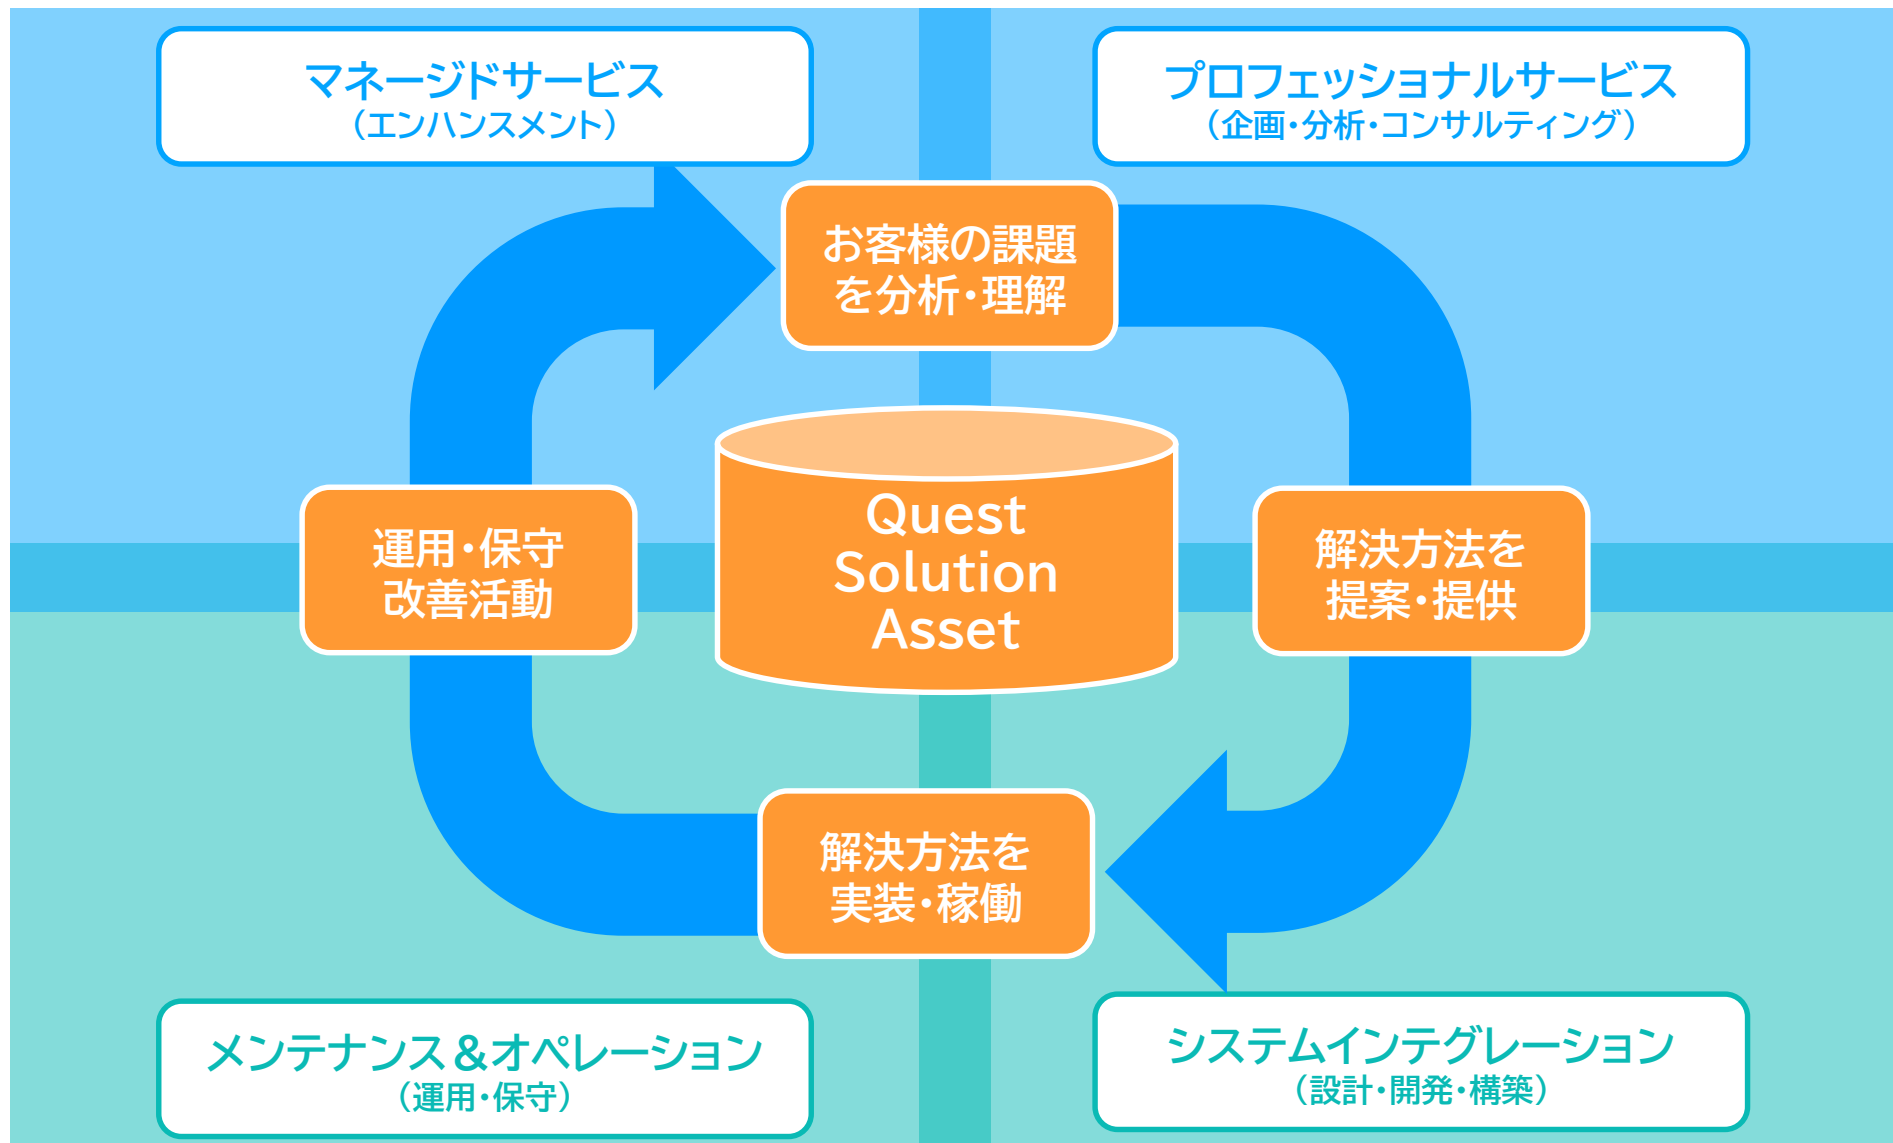 マネージドサービス
（エンハンスメント）
プロフェッショナルサービス
（企画・分析・コンサルティング）
お客様の課題
を分析・理解
運用・保守
改善活動
Quest
Solution
Asset
解決方法を
提案・提供
解決方法を
実装・稼働
メンテナンス＆オペレーション
（運用・保守）
システムインテグレーション
（設計・開発・構築）